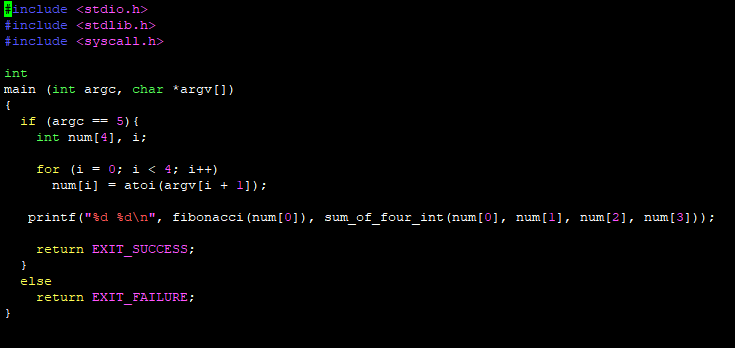 #include <stdio.h>
#include <stdlib.h>
#include <syscall.h>
int
main (int argc, char *argv[])
{
if (argc == 5){
int num[4], i;
for (i = 0; i < 4; i++)
num[i] = atoi(argv[i + 1]);
printf("%d %d\n", fibonacci(num[0]), sum_of_four_int(num[0], num[1], num[2], num[3]));
return EXIT_SUCCESS;
}
else
return EXIT_FAILURE;
}